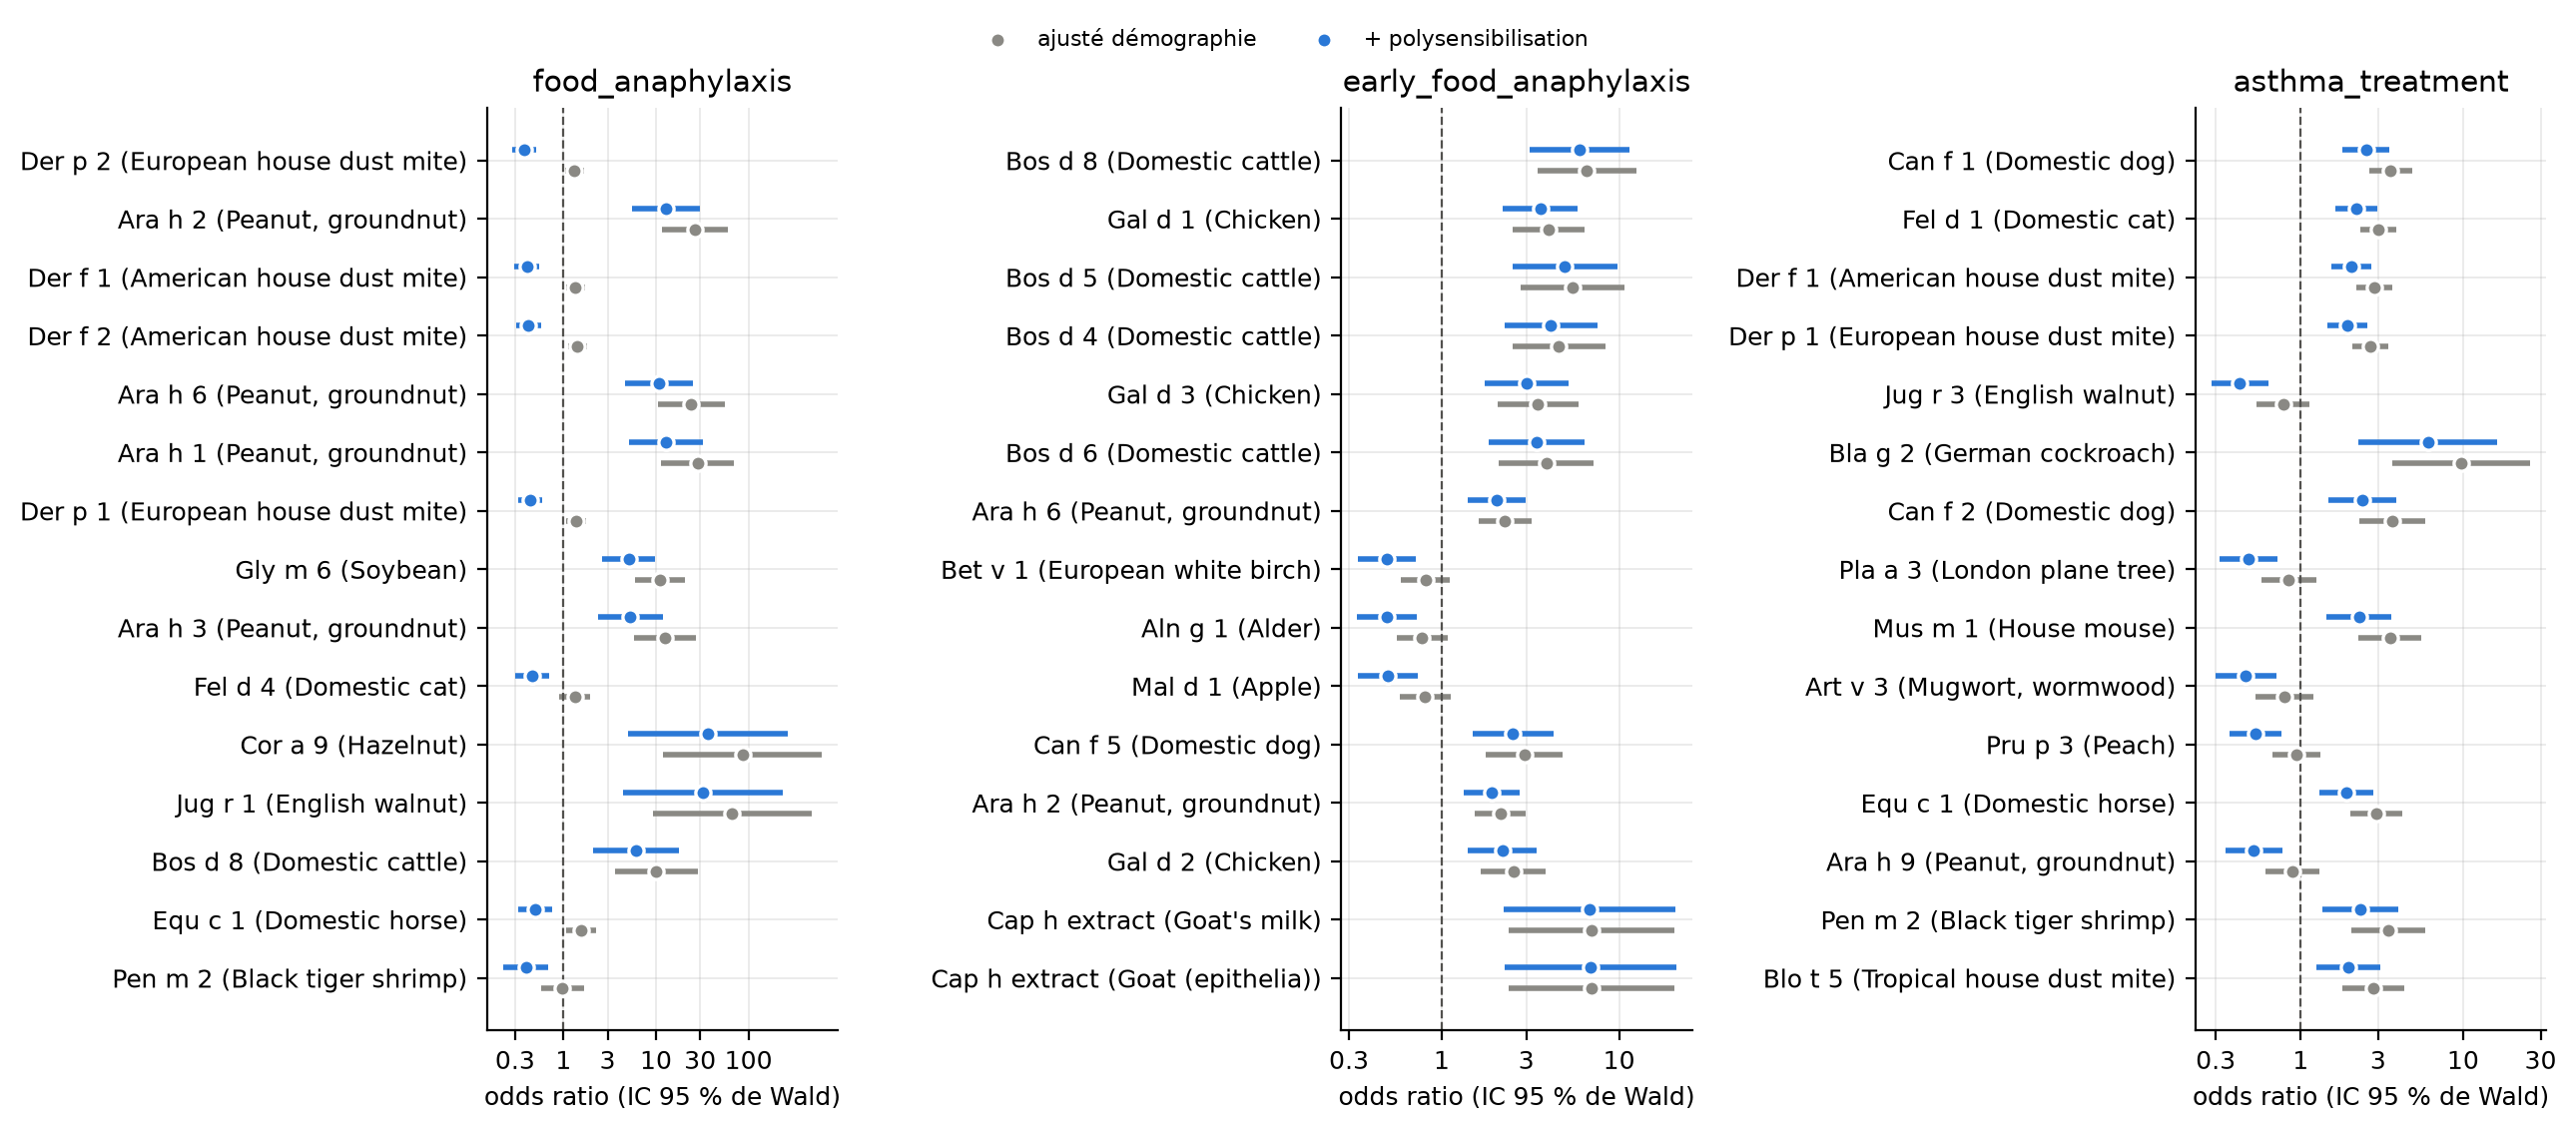 ajusté démographie
+ polysensibilisation
food_anaphylaxis
Der p 2 (European house dust mite)
Ara h 2 (Peanut, groundnut)
Der f 1 (American house dust mite)
Der f 2 (American house dust mite)
Ara h 6 (Peanut, groundnut)
Ara h 1 (Peanut, groundnut)
Der p 1 (European house dust mite)
Gly m 6 (Soybean)
Ara h 3 (Peanut, groundnut)
Fel d 4 (Domestic cat)
Cor a 9 (Hazelnut)
Jug r 1 (English walnut)
Bos d 8 (Domestic cattle)
Equ c 1 (Domestic horse)
Pen m 2 (Black tiger shrimp)
0.3 1 3 10 30 100
odds ratio (IC 95 % de Wald)
early_food_anaphylaxis
Bos d 8 (Domestic cattle)
Gal d 1 (Chicken)
Bos d 5 (Domestic cattle)
Bos d 4 (Domestic cattle)
Gal d 3 (Chicken)
Bos d 6 (Domestic cattle)
Ara h 6 (Peanut, groundnut)
Bet v 1 (European white birch)
Aln g 1 (Alder)
Mal d 1 (Apple)
Can f 5 (Domestic dog)
Ara h 2 (Peanut, groundnut)
Gal d 2 (Chicken)
Cap h extract (Goat's milk)
Cap h extract (Goat (epithelia))
0.3 1 3 10
odds ratio (IC 95 % de Wald)
asthma_treatment
Can f 1 (Domestic dog)
Fel d 1 (Domestic cat)
Der f 1 (American house dust mite)
Der p 1 (European house dust mite)
Jug r 3 (English walnut)
Bla g 2 (German cockroach)
Can f 2 (Domestic dog)
Pla a 3 (London plane tree)
Mus m 1 (House mouse)
Art v 3 (Mugwort, wormwood)
Pru p 3 (Peach)
Equ c 1 (Domestic horse)
Ara h 9 (Peanut, groundnut)
Pen m 2 (Black tiger shrimp)
Blo t 5 (Tropical house dust mite)
0.3 1 3 10 30
odds ratio (IC 95 % de Wald)